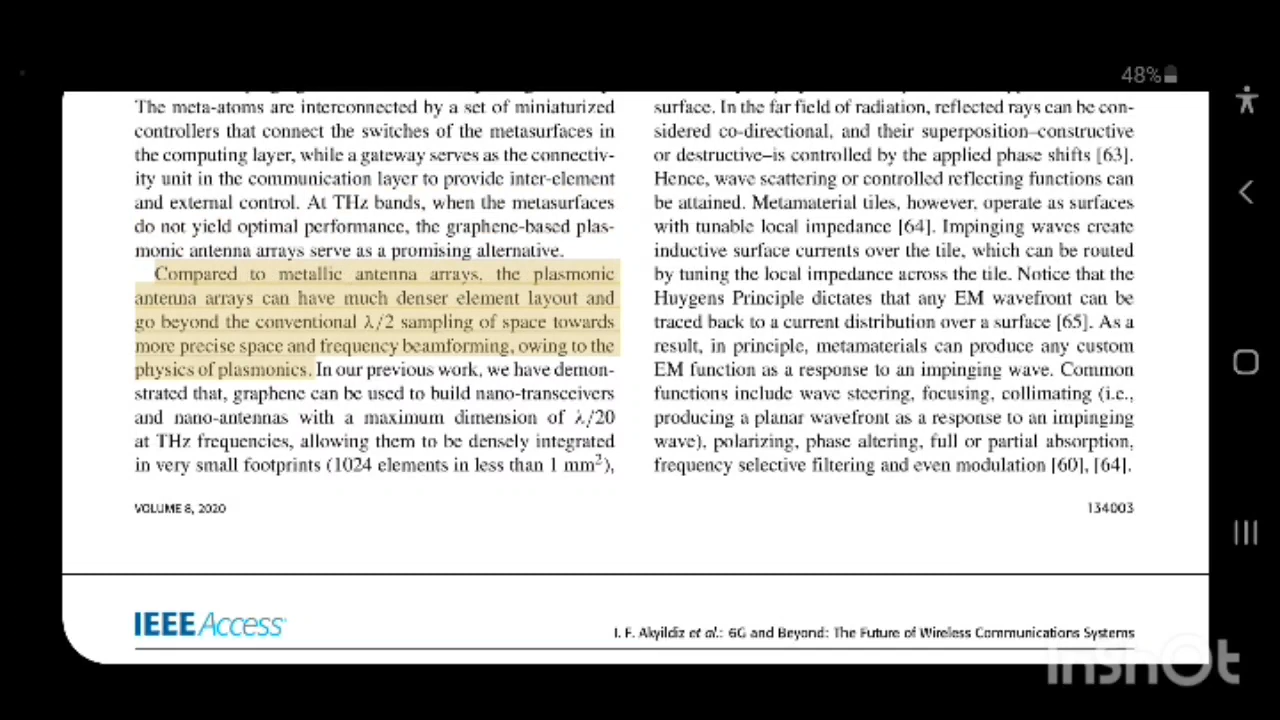 48%
The meta-atoms are interconnected by a set of miniaturized
controllers that connect the switches of the metasurfaces in
the computing layer, while a gateway serves as the connectiv-
ity unit in the communication layer to provide inter-element
and external control. At THz bands, when the metasurfaces
do not yield optimal performance, the graphene-based plas-
monic antenna arrays serve as a promising alternative.
Compared to metallic antenna arrays, the plasmonic
antenna arrays can have much denser element layout and
go beyond the conventional λ/2 sampling of space towards
more precise space and frequency beamforming, owing to the
physics of plasmonics. In our previous work, we have demon-
strated that, graphene can be used to build nano-transceivers
and nano-antennas with a maximum dimension of λ/20
at THz frequencies, allowing them to be densely integrated
in very small footprints (1024 elements in less than 1 mm²),
surface. In the far field of radiation, reflected rays can be con-
sidered co-directional, and their superposition–constructive
or destructive–is controlled by the applied phase shifts [63].
Hence, wave scattering or controlled reflecting functions can
be attained. Metamaterial tiles, however, operate as surfaces
with tunable local impedance [64]. Impinging waves create
inductive surface currents over the tile, which can be routed
by tuning the local impedance across the tile. Notice that the
Huygens Principle dictates that any EM wavefront can be
traced back to a current distribution over a surface [65]. As a
result, in principle, metamaterials can produce any custom
EM function as a response to an impinging wave. Common
functions include wave steering, focusing, collimating (i.e.,
producing a planar wavefront as a response to an impinging
wave), polarizing, phase altering, full or partial absorption,
frequency selective filtering and even modulation [60], [64].
VOLUME 8, 2020
134003
IEEE Access
I. F. Akyildiz et al.: 6G and Beyond: The Future of Wireless Communications Systems
InShOt